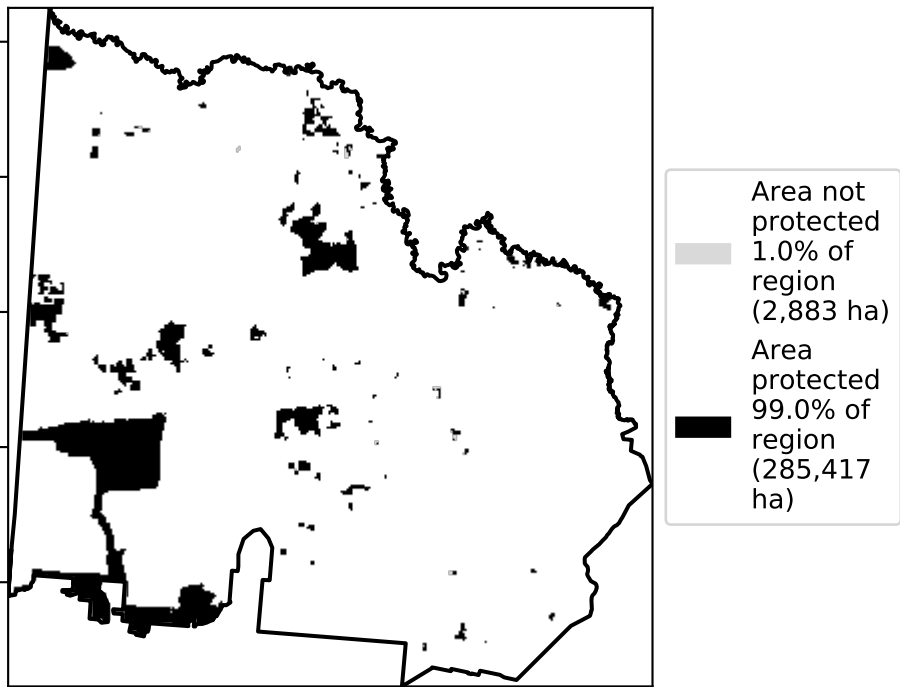 Area not
protected
1.0% of
region
(2,883 ha)
Area
protected
99.0% of
region
(285,417
ha)